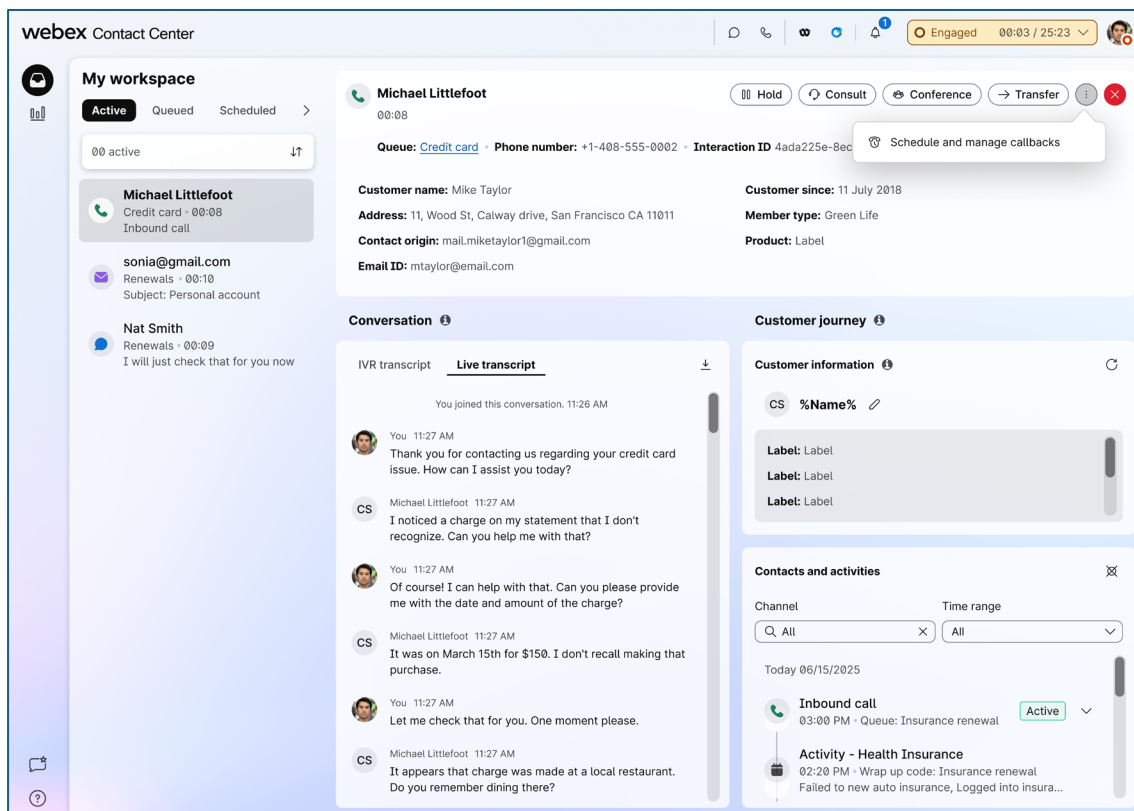 webex Contact Center
1
Engaged 00:03 / 25:23
My workspace
Active Queued Scheduled
00 active
Michael Littlefoot
Credit card • 00:08
Inbound call
sonia@gmail.com
Renewals • 00:10
Subject: Personal account
Nat Smith
Renewals • 00:09
I will just check that for you now
Michael Littlefoot
00:08
Hold Consult Conference Transfer
Schedule and manage callbacks
Queue: Credit card • Phone number: +1-408-555-0002 • Interaction ID 4ada225e-8ec
Customer name: Mike Taylor
Address: 11, Wood St, Calway drive, San Francisco CA 11011
Contact origin: mail.miketaylor1@gmail.com
Email ID: mtaylor@email.com
Customer since: 11 July 2018
Member type: Green Life
Product: Label
Conversation
IVR transcript Live transcript
You joined this conversation. 11:26 AM
You 11:27 AM
Thank you for contacting us regarding your credit card
issue. How can I assist you today?
CS
Michael Littlefoot 11:27 AM
I noticed a charge on my statement that I don't
recognize. Can you help me with that?
You 11:27 AM
Of course! I can help with that. Can you please provide
me with the date and amount of the charge?
CS
Michael Littlefoot 11:27 AM
It was on March 15th for $150. I don't recall making that
purchase.
You 11:27 AM
Let me check that for you. One moment please.
CS
Michael Littlefoot 11:27 AM
It appears that charge was made at a local restaurant.
Do you remember dining there?
Customer journey
Customer information
CS %Name%
Label: Label
Label: Label
Label: Label
Contacts and activities
Channel Time range
All All
Today 06/15/2025
Inbound call
03:00 PM • Queue: Insurance renewal
Active
Activity - Health Insurance
02:20 PM • Wrap up code: Insurance renewal
Failed to new auto insurance, Logged into insura...